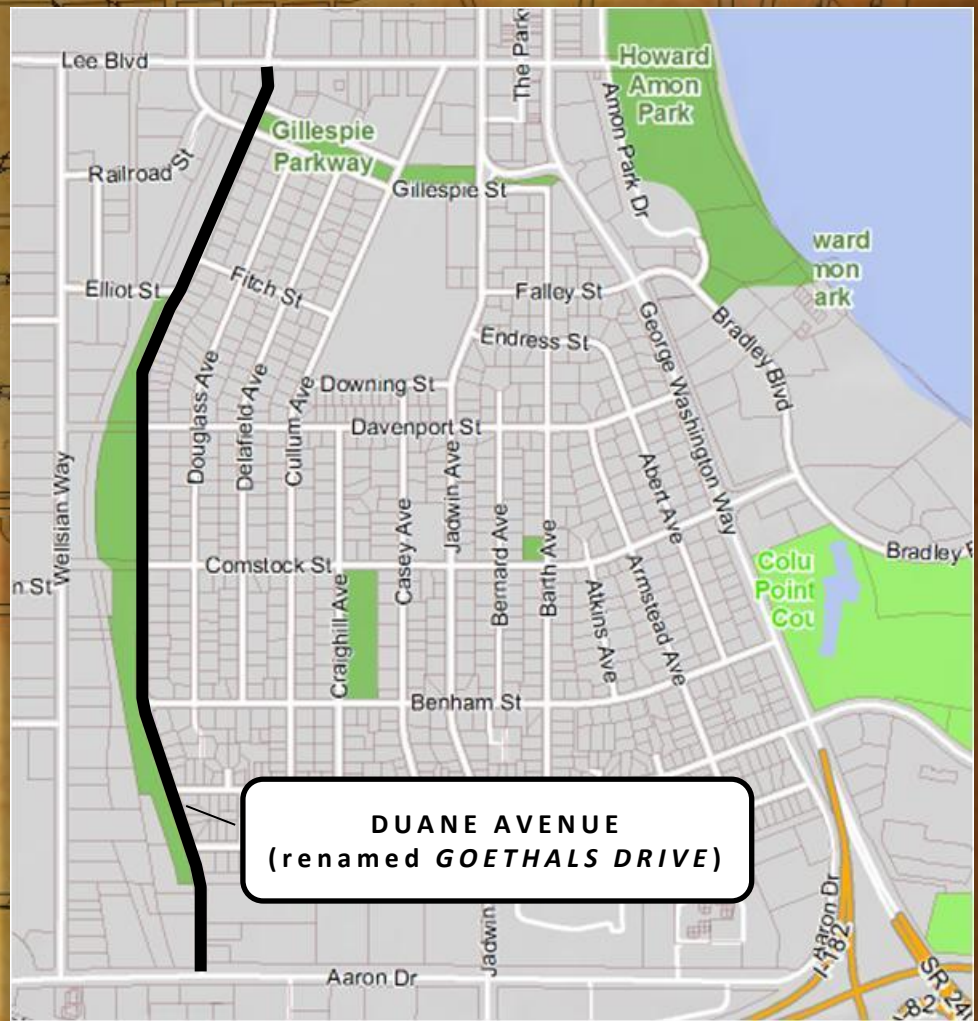 Lee Blvd
The Park
Howard
Amon
Park
Amon Park Dr
Gillespie
Parkway
Railroad St
Gillespie St
ward
mon
ark
Elliot St
Fitch St
Falley St
Endress St
George Washington Way
Bradley Blvd
Douglass Ave
Delafield Ave
Cullum Ave
Downing St
Davenport St
Wellsian Way
Casey Ave
Jadwin Ave
Bernard Ave
Barth Ave
Abert Ave
n St
Comstock St
Craighill Ave
Atkins Ave
Armstead Ave
Bradley
Colu
Point
Cou
Benham St
DUANE AVENUE
(renamed GOETHALS DRIVE)
Jadwin
Aaron Dr
Aaron Dr
I-182
SR 24
I-82